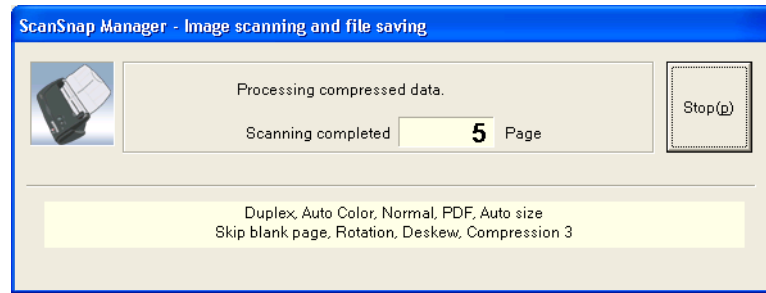 ScanSnap Manager - Image scanning and file saving
Processing compressed data.
Stop(p)
Scanning completed 5 Page
Duplex, Auto Color, Normal, PDF, Auto size
Skip blank page, Rotation, Deskew, Compression 3